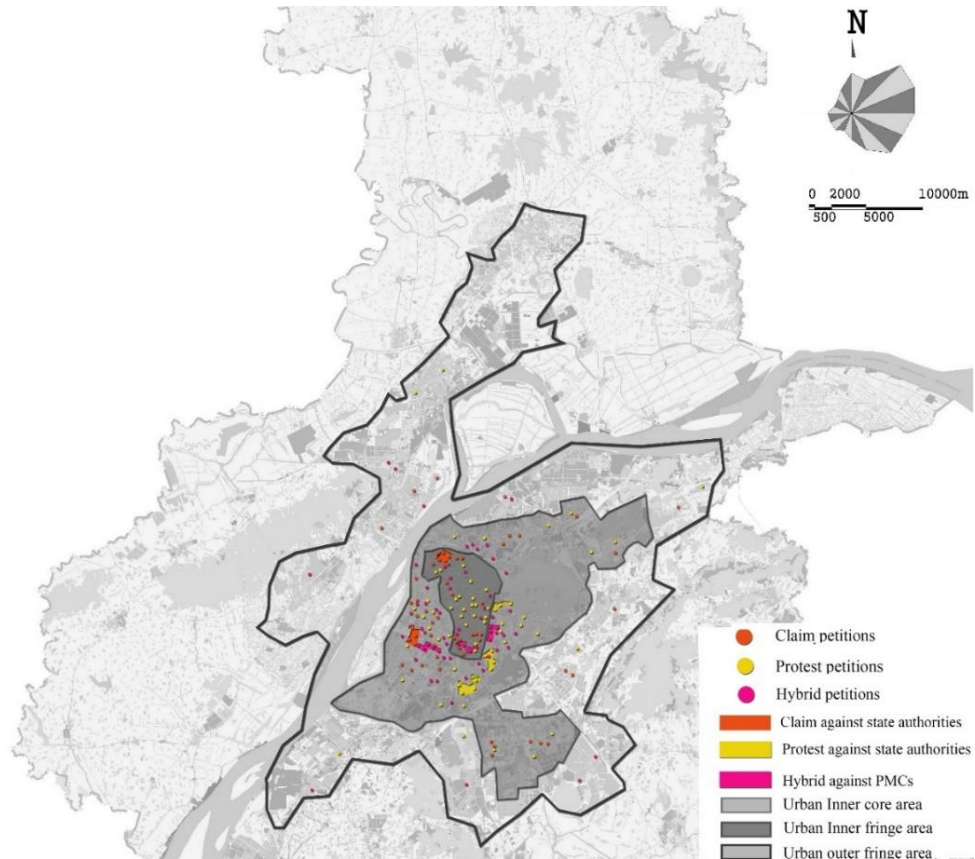 N
0 2000 10000m
500 5000
Claim petitions
Protest petitions
Hybrid petitions
Claim against state authorities
Protest against state authorities
Hybrid against PMCs
Urban Inner core area
Urban Inner fringe area
Urban outer fringe area